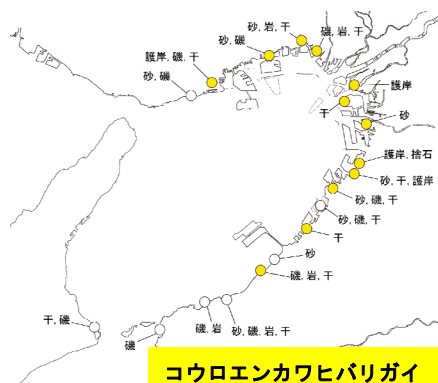 砂, 岩, 干
磯, 岩, 干
砂, 磯
護岸, 磯, 干
砂, 磯
護岸
干
砂
護岸, 捨石
砂, 干, 護岸
砂, 磯, 干
砂, 磯, 干
干
砂
磯, 岩, 干
磯, 岩
砂, 磯, 岩, 干
干, 磯
磯
コウロエンカワヒバリガイ